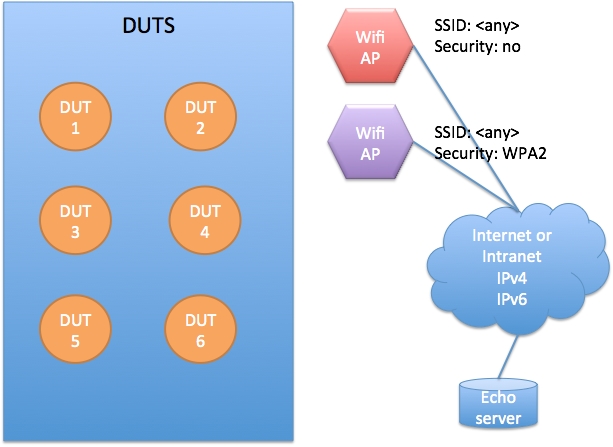 DUTS
DUT
1
DUT
2
DUT
3
DUT
4
DUT
5
DUT
6
Wifi
AP
SSID: <any>
Security: no
Wifi
AP
SSID: <any>
Security: WPA2
Internet or
Intranet
IPv4
IPv6
Echo
server